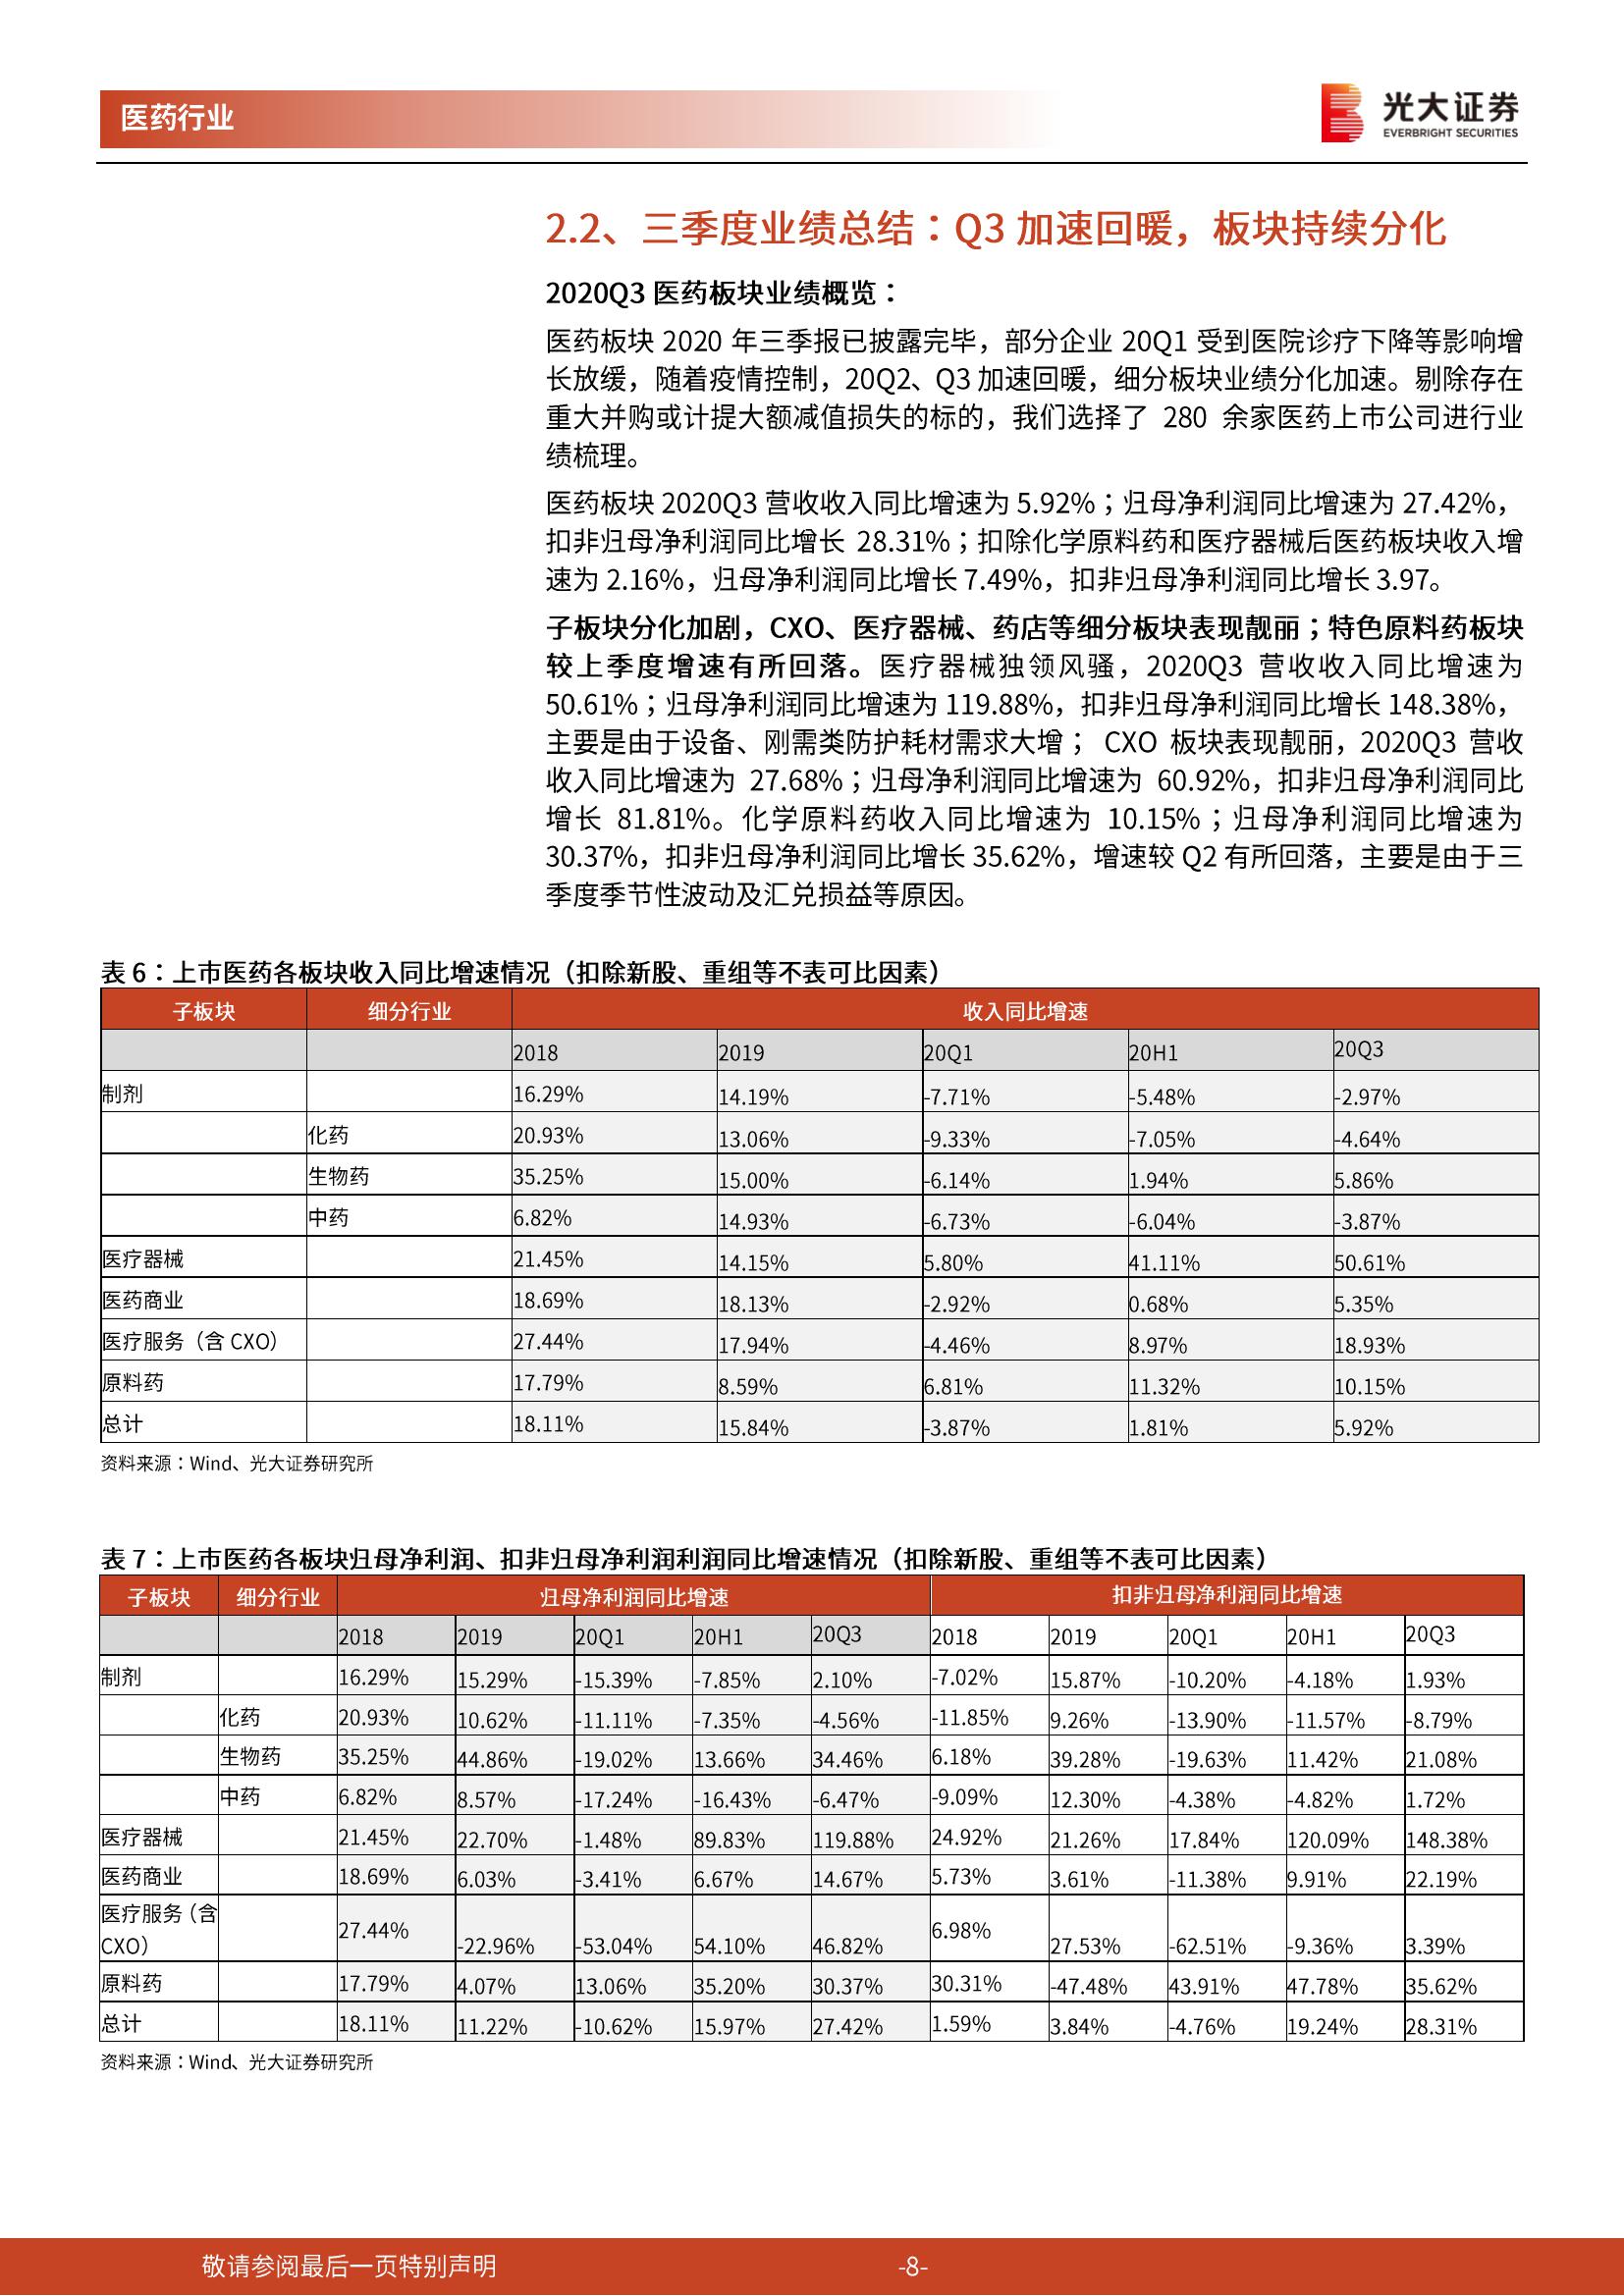 医药行业
光大证券
EVERBRIGHT SECURITIES
2.2、三季度业绩总结：Q3 加速回暖，板块持续分化
2020Q3 医药板块业绩概览：
医药板块 2020 年三季报已披露完毕，部分企业 20Q1 受到医院诊疗下降等影响增
长放缓，随着疫情控制，20Q2、Q3 加速回暖，细分板块业绩分化加速。剔除存在
重大并购或计提大额减值损失的标的，我们选择了 280 余家医药上市公司进行业
绩梳理。
医药板块 2020Q3 营收收入同比增速为 5.92%；归母净利润同比增速为 27.42%，
扣非归母净利润同比增长 28.31%；扣除化学原料药和医疗器械后医药板块收入增
速为 2.16%，归母净利润同比增长 7.49%，扣非归母净利润同比增长 3.97。
子板块分化加剧，CXO、医疗器械、药店等细分板块表现靓丽；特色原料药板块
较上季度增速有所回落。医疗器械独领风骚，2020Q3 营收收入同比增速为
50.61%；归母净利润同比增速为 119.88%，扣非归母净利润同比增长 148.38%，
主要是由于设备、刚需类防护耗材需求大增； CXO 板块表现靓丽，2020Q3 营收
收入同比增速为 27.68%；归母净利润同比增速为 60.92%，扣非归母净利润同比
增长 81.81%。化学原料药收入同比增速为 10.15%；归母净利润同比增速为
30.37%，扣非归母净利润同比增长 35.62%，增速较 Q2 有所回落，主要是由于三
季度季节性波动及汇兑损益等原因。
表 6：上市医药各板块收入同比增速情况（扣除新股、重组等不表可比因素）
子板块 细分行业 收入同比增速
2018 2019 20Q1 20H1 20Q3
制剂 16.29% 14.19% -7.71% -5.48% -2.97%
化药 20.93% 13.06% -9.33% -7.05% -4.64%
生物药 35.25% 15.00% -6.14% 1.94% 5.86%
中药 6.82% 14.93% -6.73% -6.04% -3.87%
医疗器械 21.45% 14.15% 5.80% 41.11% 50.61%
医药商业 18.69% 18.13% -2.92% 0.68% 5.35%
医疗服务（含 CXO） 27.44% 17.94% -4.46% 8.97% 18.93%
原料药 17.79% 8.59% 6.81% 11.32% 10.15%
总计 18.11% 15.84% -3.87% 1.81% 5.92%
资料来源：Wind、光大证券研究所
表 7：上市医药各板块归母净利润、扣非归母净利润利润同比增速情况（扣除新股、重组等不表可比因素）
子板块 细分行业 归母净利润同比增速 扣非归母净利润同比增速
2018 2019 20Q1 20H1 20Q3 2018 2019 20Q1 20H1 20Q3
制剂 16.29% 15.29% -15.39% -7.85% 2.10% -7.02% 15.87% -10.20% -4.18% 1.93%
化药 20.93% 10.62% -11.11% -7.35% -4.56% -11.85% 9.26% -13.90% -11.57% -8.79%
生物药 35.25% 44.86% -19.02% 13.66% 34.46% 6.18% 39.28% -19.63% 11.42% 21.08%
中药 6.82% 8.57% -17.24% -16.43% -6.47% -9.09% 12.30% -4.38% -4.82% 1.72%
医疗器械 21.45% 22.70% -1.48% 89.83% 119.88% 24.92% 21.26% 17.84% 120.09% 148.38%
医药商业 18.69% 6.03% -3.41% 6.67% 14.67% 5.73% 3.61% -11.38% 9.91% 22.19%
医疗服务（含
CXO） 27.44% -22.96% -53.04% 54.10% 46.82% 6.98% 27.53% -62.51% -9.36% 3.39%
原料药 17.79% 4.07% 13.06% 35.20% 30.37% 30.31% -47.48% 43.91% 47.78% 35.62%
总计 18.11% 11.22% -10.62% 15.97% 27.42% 1.59% 3.84% -4.76% 19.24% 28.31%
资料来源：Wind、光大证券研究所
敬请参阅最后一页特别声明 -8-